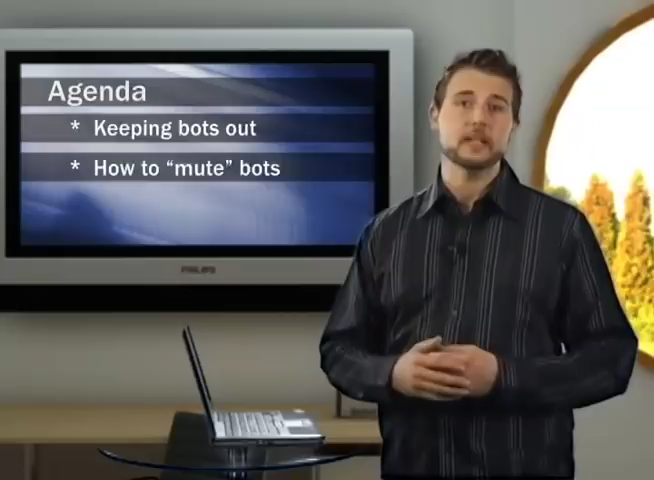 Agenda
* Keeping bots out
* How to “mute” bots
PHILIPS